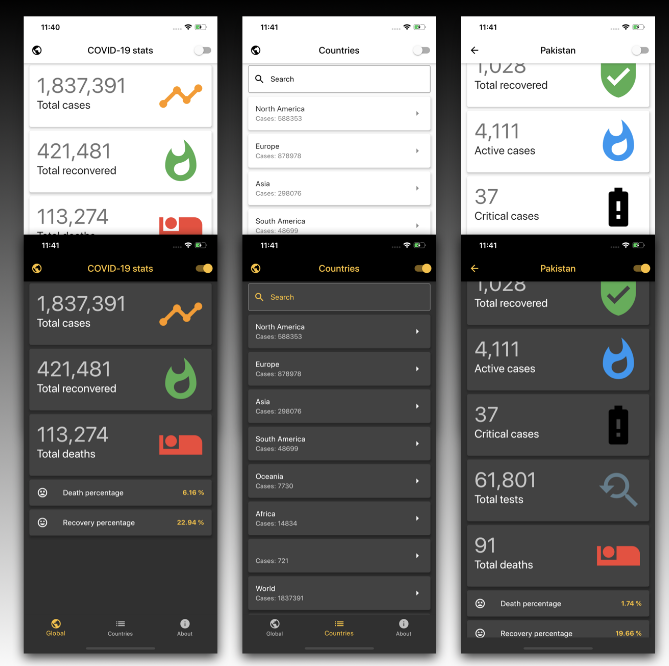 11:40
COVID-19 stats
1,837,391
Total cases
421,481
Total reconvered
113,274
Total deaths
11:41
COVID-19 stats
1,837,391
Total cases
421,481
Total reconvered
113,274
Total deaths
Death percentage 6.16 %
Recovery percentage 22.94 %
Global Countries About
11:41
Countries
Search
North America
Cases: 588353
Europe
Cases: 878978
Asia
Cases: 298076
South America
Cases: 48699
11:41
Countries
Search
North America
Cases: 588353
Europe
Cases: 878978
Asia
Cases: 298076
South America
Cases: 48699
Oceania
Cases: 7730
Africa
Cases: 14834
Cases: 721
World
Cases: 1837391
Global Countries About
11:41
Pakistan
1,028
Total recovered
4,111
Active cases
37
Critical cases
11:41
Pakistan
1,028
Total recovered
4,111
Active cases
37
Critical cases
61,801
Total tests
91
Total deaths
Death percentage 1.74 %
Recovery percentage 19.66 %